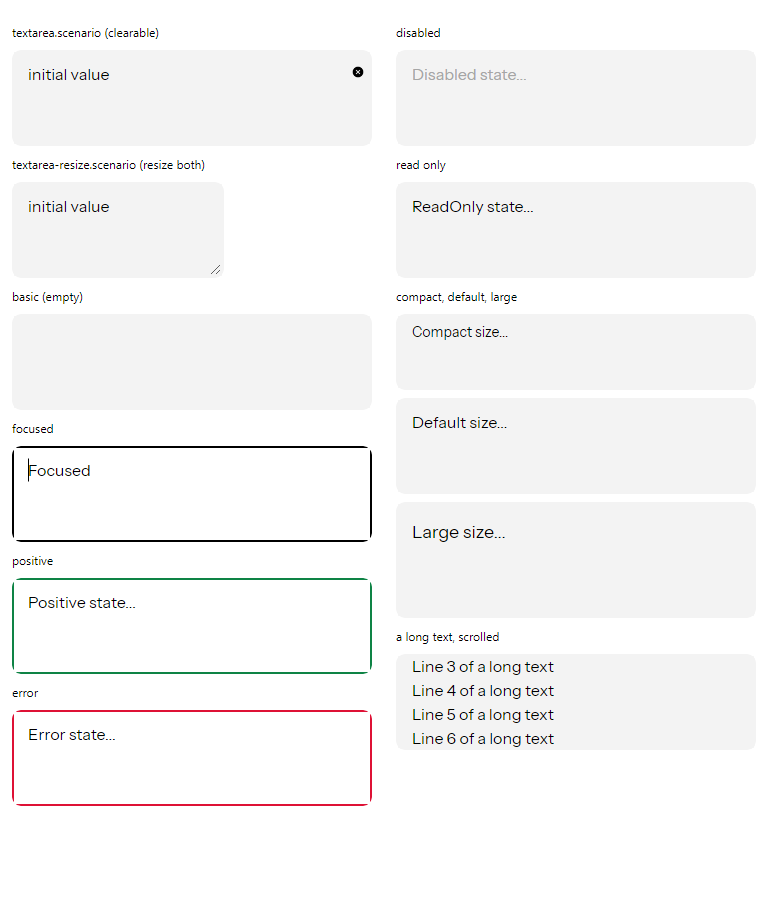 textarea.scenario (clearable)
initial value
textarea-resize.scenario (resize both)
initial value
basic (empty)
focused
Focused
positive
Positive state...
error
Error state...
disabled
Disabled state...
read only
ReadOnly state...
compact, default, large
Compact size...
Default size...
Large size...
a long text, scrolled
Line 3 of a long text
Line 4 of a long text
Line 5 of a long text
Line 6 of a long text